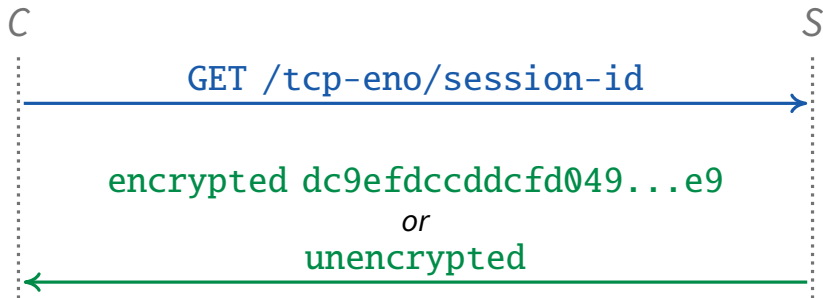 C S
GET /tcp-eno/session-id
encrypted dc9efdccddcfd049...e9
or
unencrypted